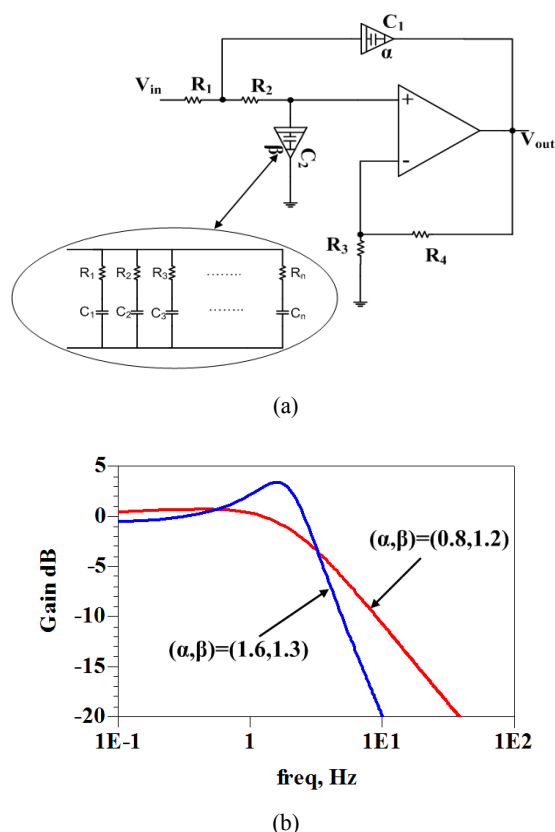 C1
α
Vin R1 R2
+
β C2
-
Vout
R3 R4
R1 R2 R3 ........ Rn
C1 C2 C3 ........ Cn
(a)
5
0
-5
-10
-15
-20
Gain dB
(α,β)=(0.8,1.2)
(α,β)=(1.6,1.3)
1E-1 1 1E1 1E2
freq, Hz
(b)